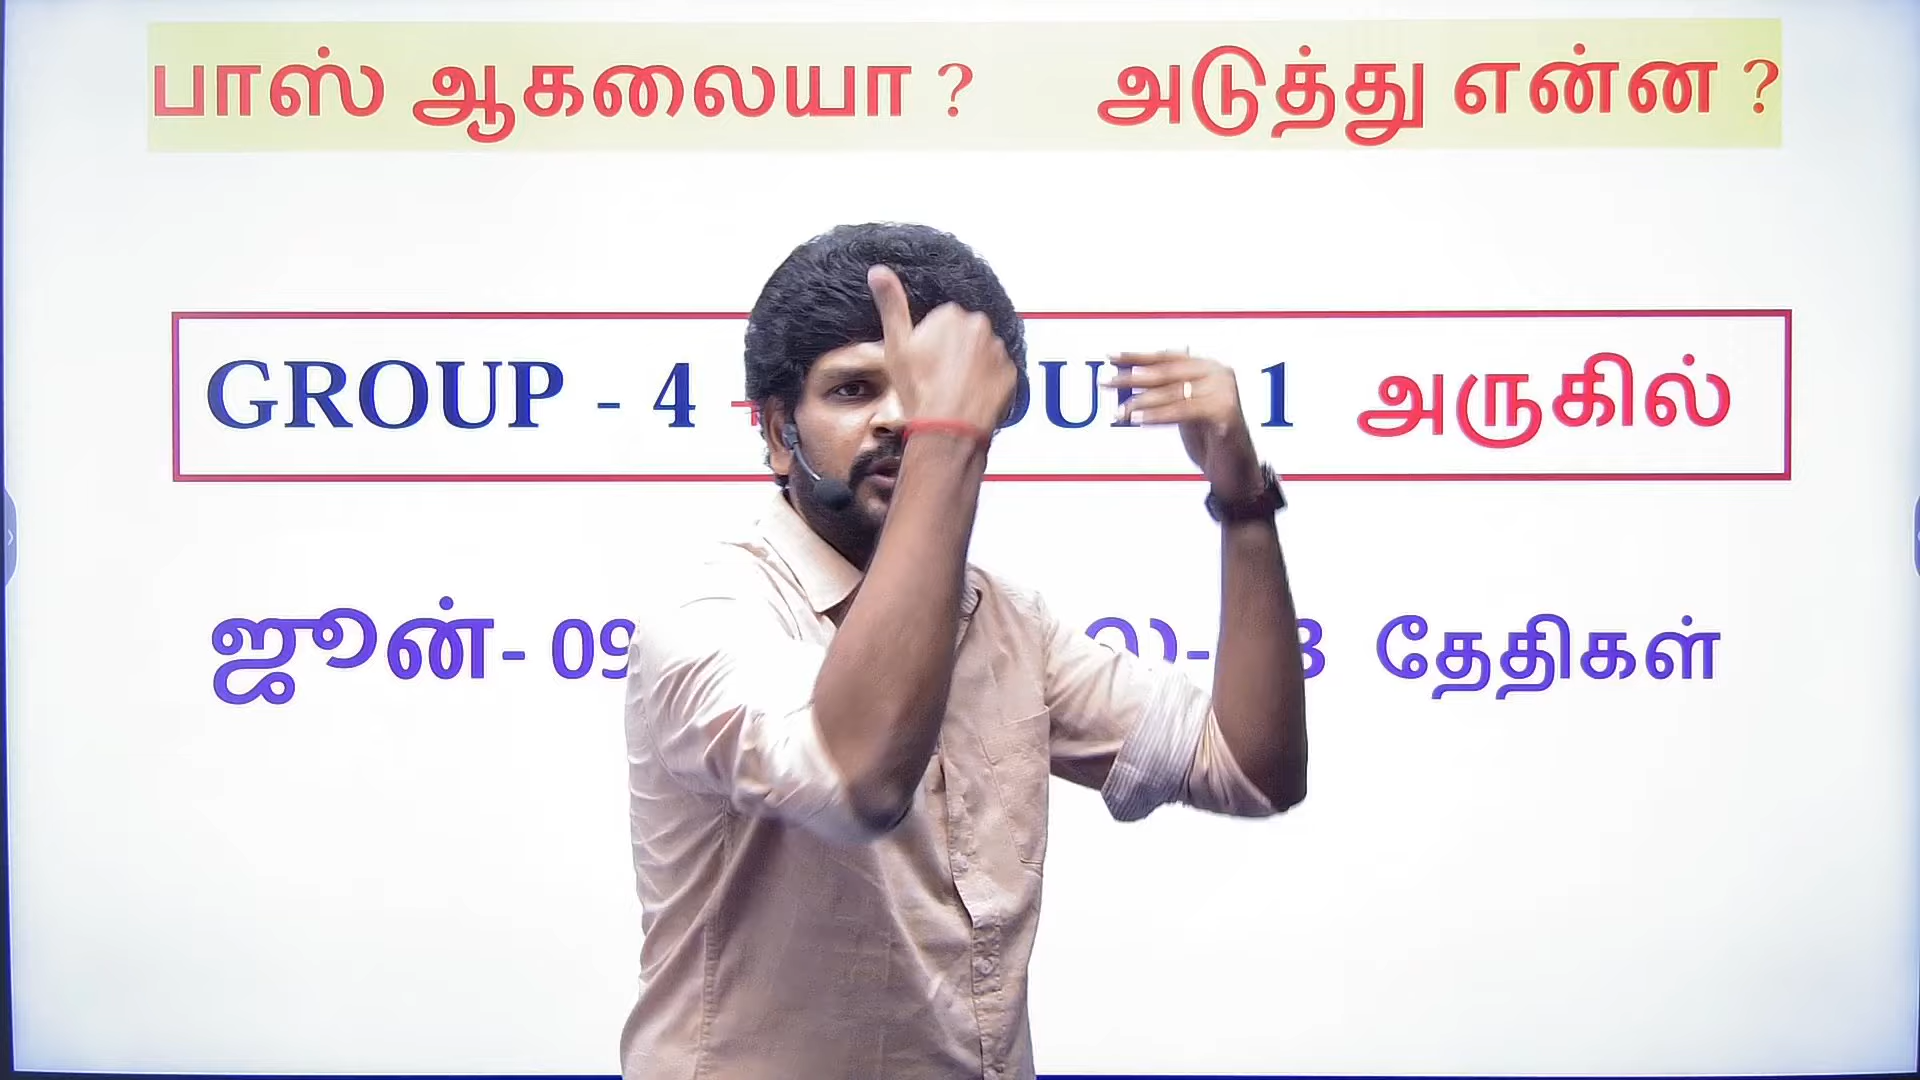 பாஸ் ஆகலையா ? அடுத்து என்ன ?
GROUP - 4 1 அருகில்
ஜூன்- 09 தேதிகள்